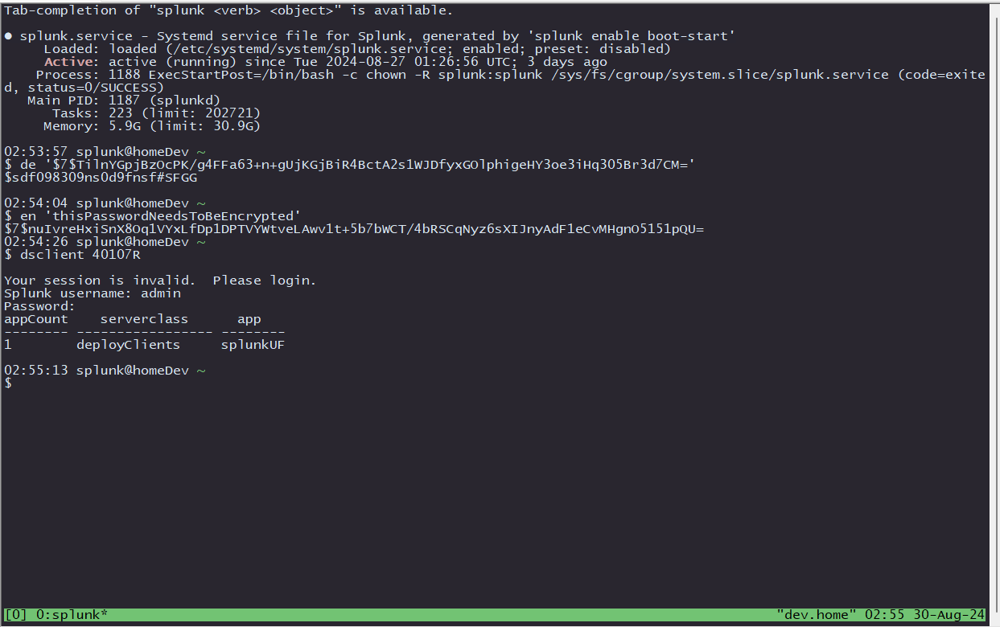 Tab-completion of "splunk <verb> <object>" is available.
● splunk.service - Systemd service file for Splunk, generated by 'splunk enable boot-start'
Loaded: loaded (/etc/systemd/system/splunk.service; enabled; preset: disabled)
Active: active (running) since Tue 2024-08-27 01:26:56 UTC; 3 days ago
Process: 1188 ExecStartPost=/bin/bash -c chown -R splunk:splunk /sys/fs/cgroup/system.slice/splunk.service (code=exite
d, status=0/SUCCESS)
Main PID: 1187 (splunkd)
Tasks: 223 (limit: 202721)
Memory: 5.9G (limit: 30.9G)
02:53:57 splunk@homeDev ~
$ de '$7$TilnYGpjBzOcPK/g4FFa63+n+gUjKGjBiR4BctA2s1WJDfyxGOlphigeHY3oe3iHq305Br3d7CM='
$sdf098309ns0d9fnsf#SFGG
02:54:04 splunk@homeDev ~
$ en 'thisPasswordNeedsToBeEncrypted'
$7$nuIvreHxiSnX8Oq1VYxLfDp1DPTVYWtveLAwv1t+5b7bWCT/4bRSCqNyz6sXIJnyAdF1eCvMHgnO5151pQU=
02:54:26 splunk@homeDev ~
$ dsclient 40107R
Your session is invalid.  Please login.
Splunk username: admin
Password:
appCount    serverclass      app
-------- ----------------- --------
1        deployClients     splunkUF
02:55:13 splunk@homeDev ~
$
[0] 0:splunk* "dev.home" 02:55 30-Aug-24